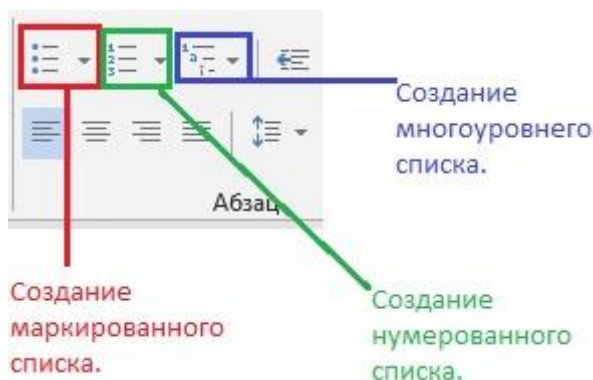 Создание
многоуровнего
списка.
Абзац
Создание
маркированного
списка.
Создание
нумерованного
списка.